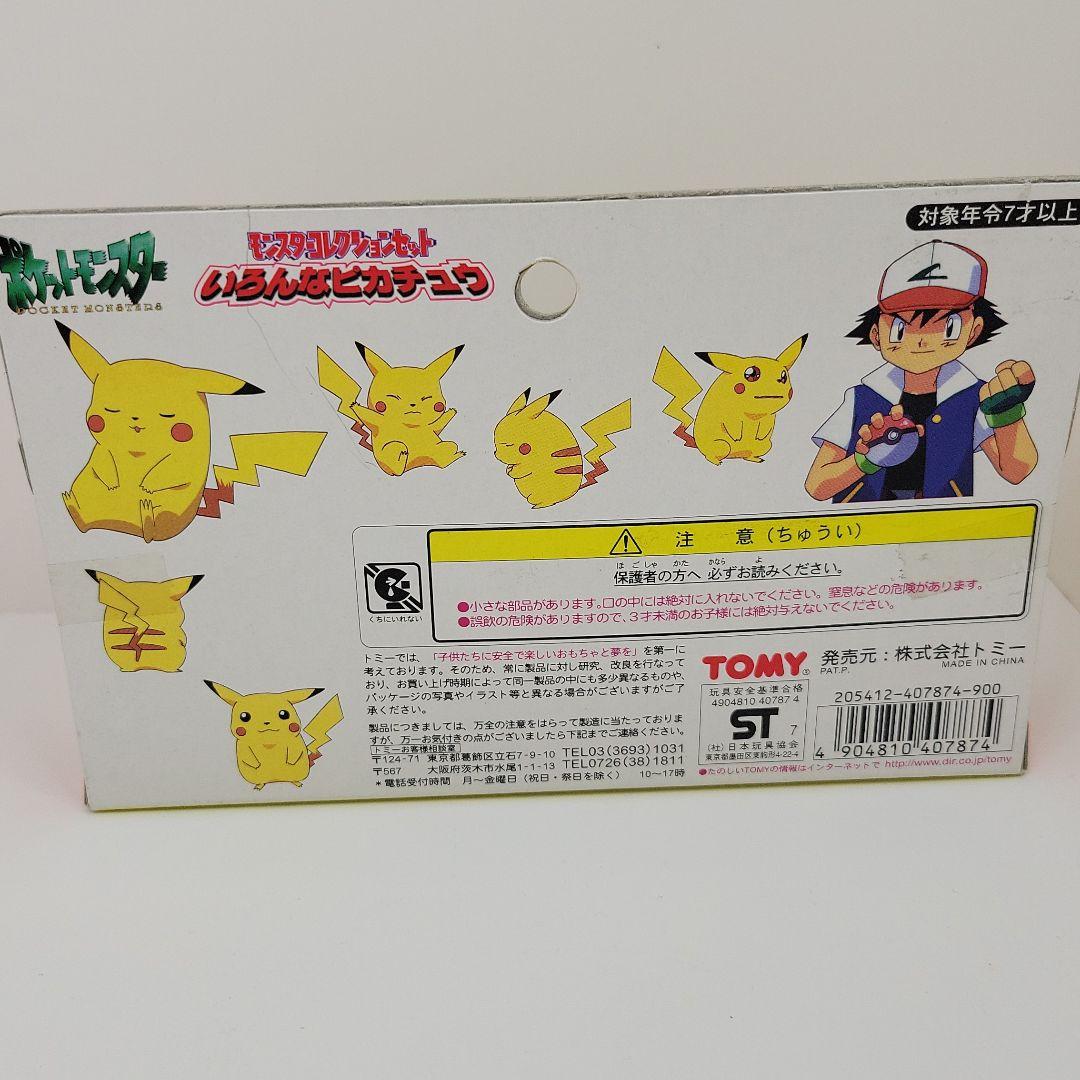 対象年令7才以上
ポケットモンスター
POCKET MONSTERS
モンスターコレクションセット
いろんなピカチュウ
注 意(ちゅうい)
ほごしゃ かた かなら よ
保護者の方へ 必ずお読みください。
●小さな部品があります。口の中には絶対に入れないでください。窒息などの危険があります。
●誤飲の危険がありますので、3才未満のお子様には絶対与えないでください。
くちにいれない
トミーでは、「子供たちに安全で楽しいおもちゃと夢を」を第一に
考えております。そのため、常に製品に対し研究、改良を行なって
おり、お買い上げ時期によって同一製品の中にも多少異なるものや、
パッケージの写真やイラスト等と異なる場合がございますがご了
承ください。
製品につきましては、万全の注意をはらって製造に当たっておりま
すが、万一お気付きの点がございましたら下記までご連絡ください。
トミーお客様相談室
〒124-71 東京都葛飾区立石7-9-10 TEL03(3693)1031
〒567 大阪府茨木市水尾1-1-13 TEL0726(38)1811
*電話受付時間 月~金曜日(祝日・祭日を除く) 10~17時
TOMY®
発売元:株式会社トミー
PAT.P. MADE IN CHINA
玩具安全基準合格
4904810 40787 4
ST 7
(社)日本玩具協会
東京都墨田区東駒形4-22-4
205412-407874-900
4 904810 407874
●たのしいTOMYの情報はインターネットで http://www.dir.co.jp/tomy